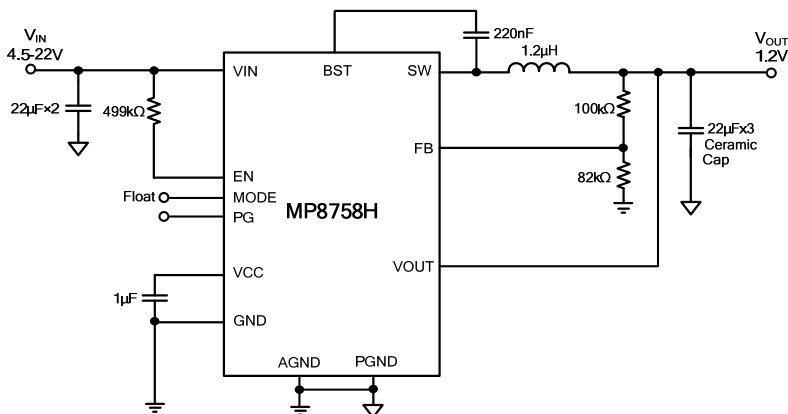 VIN
4.5-22V
22µF×2
499kΩ
Float
VIN
BST
SW
EN
MODE
PG
FB
MP8758H
VCC
VOUT
GND
AGND
PGND
1µF
220nF
1.2µH
100kΩ
82kΩ
VOUT
1.2V
22µFx3
Ceramic
Cap